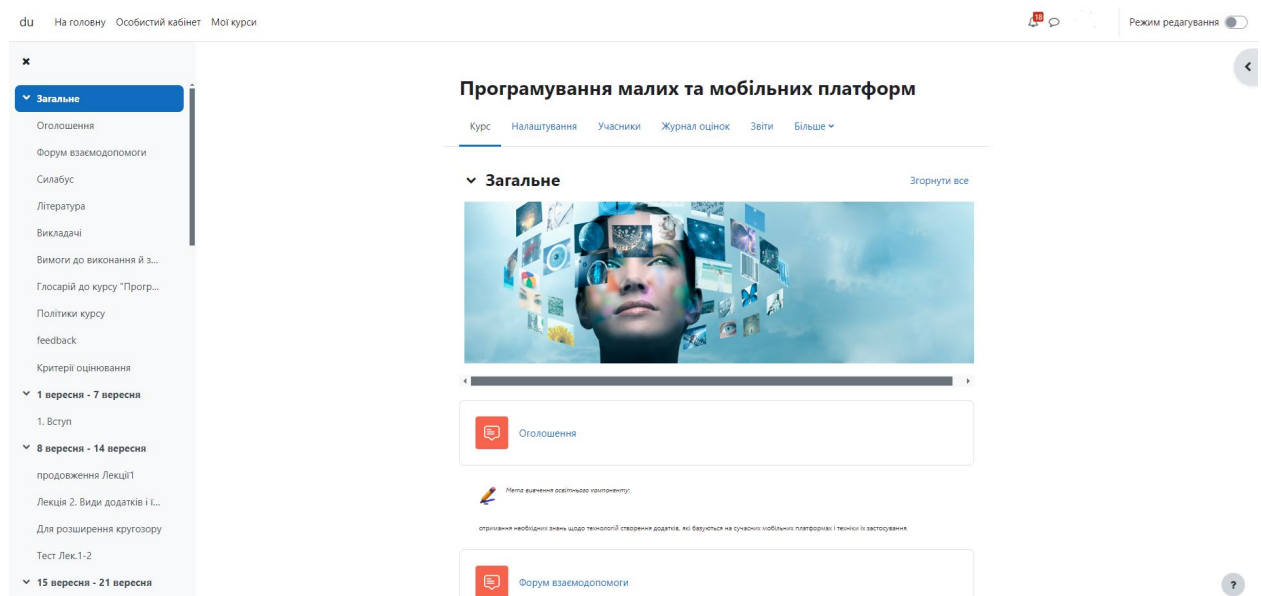 du На головну Особистий кабінет Мої курси 18 Режим редагування
Загальне
Оголошення
Форум взаємодопомоги
Силабус
Література
Викладачі
Вимоги до виконання й з...
Глосарій до курсу "Прогр...
Політики курсу
feedback
Критерії оцінювання
1 вересня - 7 вересня
1. Вступ
8 вересня - 14 вересня
продовження Лекції1
Лекція 2. Види додатків і ї...
Для розширення кругозору
Тест Лек.1-2
15 вересня - 21 вересня
Програмування малих та мобільних платформ
Курс Налаштування Учасники Журнал оцінок Звіти Більше
Загальне
Згорнути все
Оголошення
Мета вивчення освітнього компоненту:
отримання необхідних знань щодо технологій створення додатків, які базуються на сучасних мобільних платформах і техніки їх застосування.
Форум взаємодопомоги
?